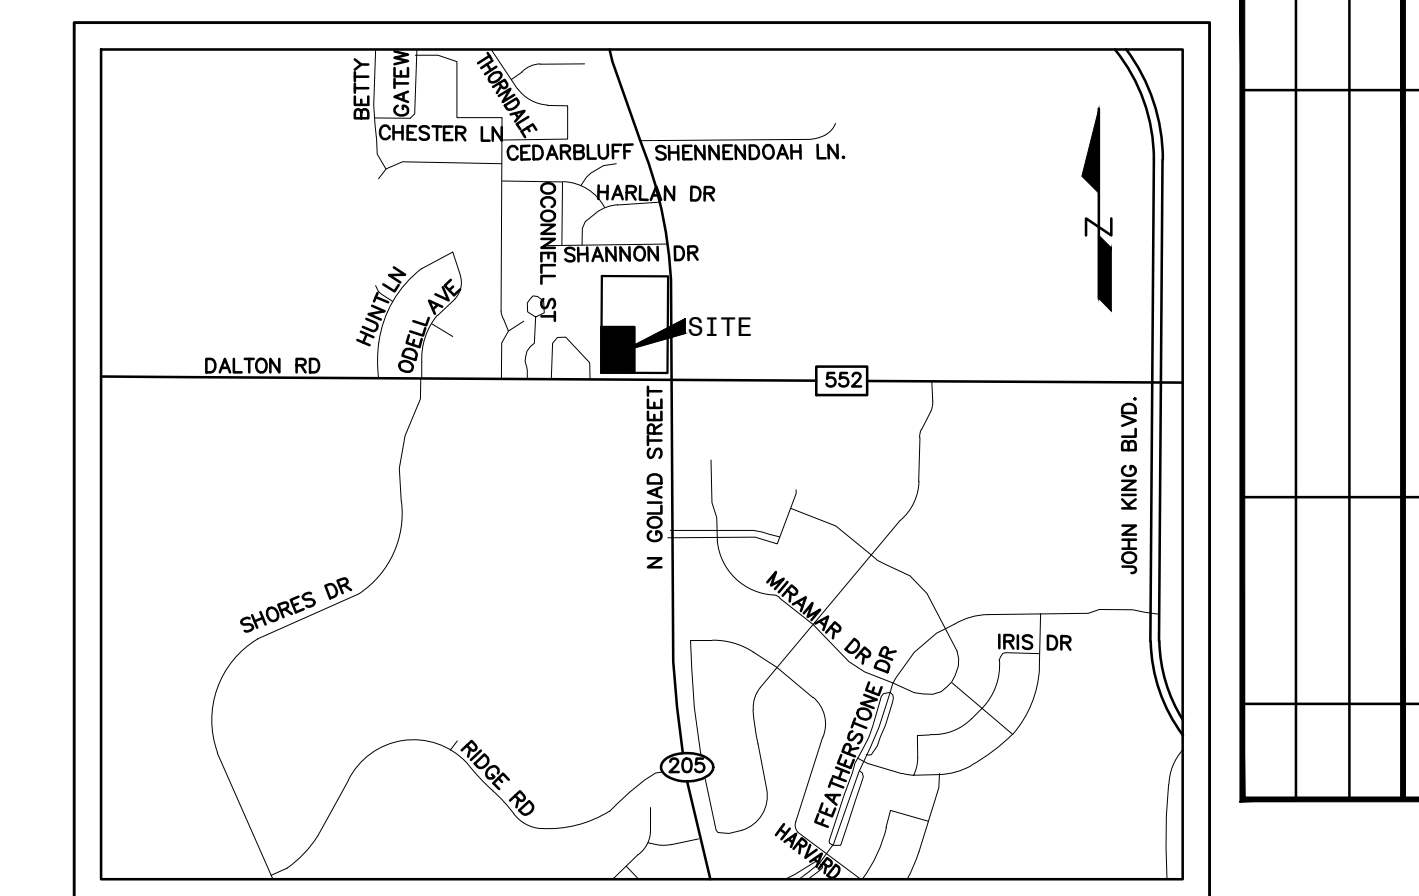 BETTY
GATEW
THORNDALE
CHESTER LN
CEDARBLUFF
SHENNENDOAH LN.
HARLAN DR
OCONNELL ST
SHANNON DR
HUNT LN
ODELL AVE
N
SITE
DALTON RD
552
N GOLIAD STREET
JOHN KING BLVD.
SHORES DR
MIRAMAR DR
IRIS DR
FEATHERSTONE DR
RIDGE RD
205
HARVARD